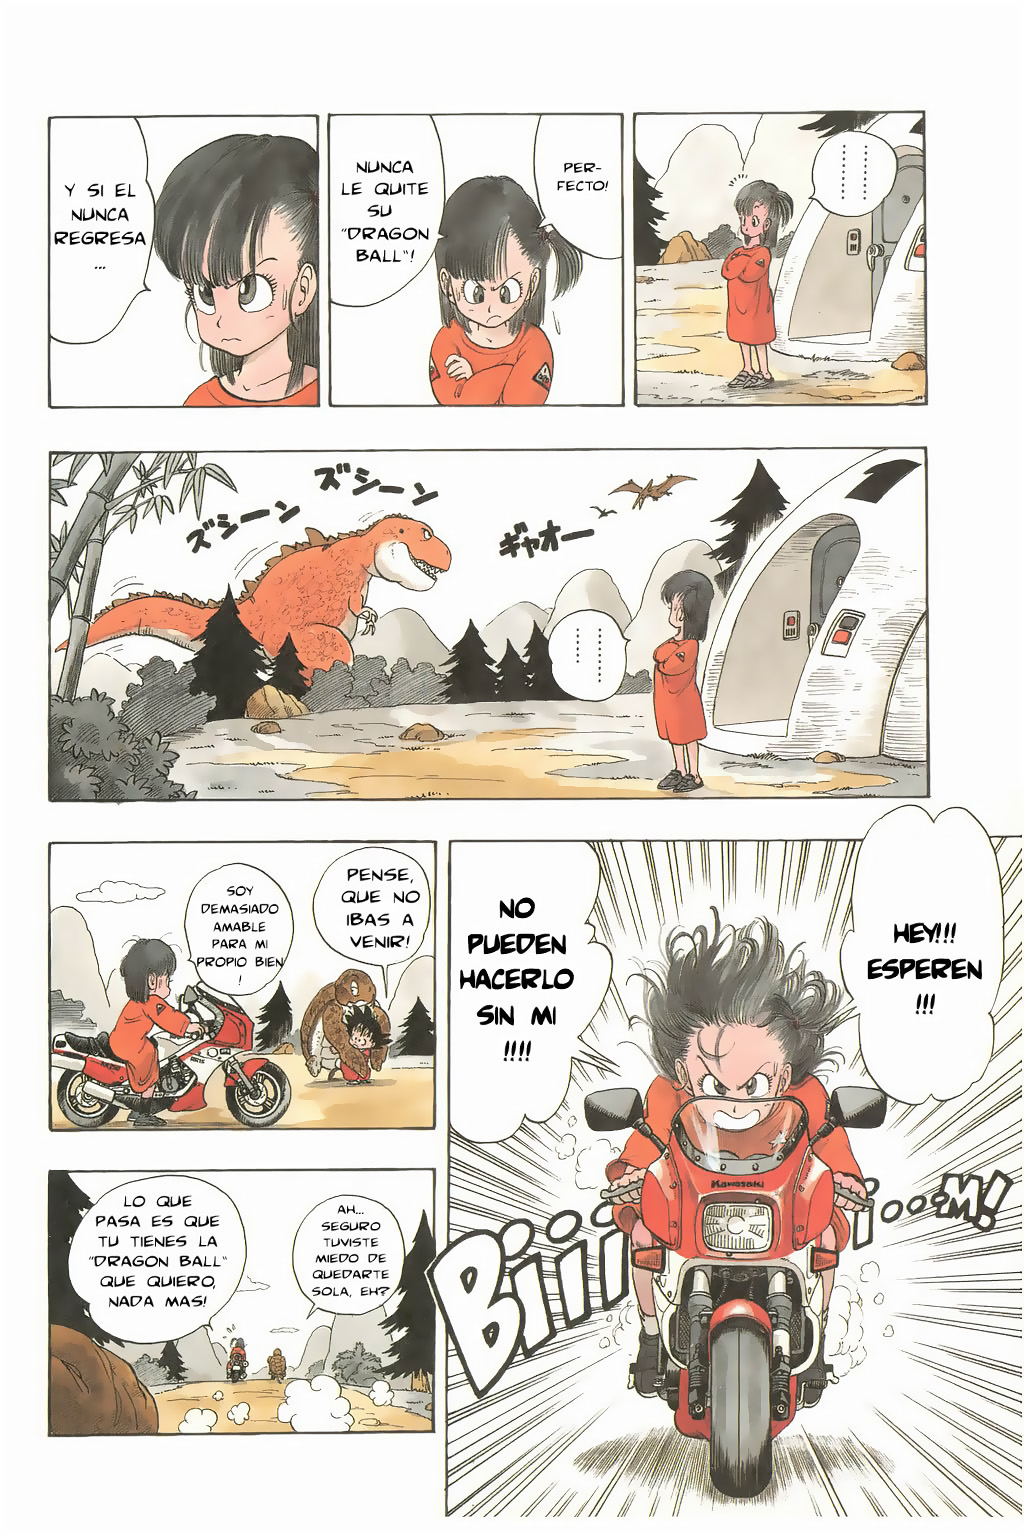 PER-
FECTO!
NUNCA
LE QUITE
SU
"DRAGON
BALL"!
Y SI EL
NUNCA
REGRESA
...
ズシーン
ズシーン
ギャオー
HEY!!!
ESPEREN
!!!
NO
PUEDEN
HACERLO
SIN MI
!!!!
Kawasaki
Biiiiiooom!
PENSE,
QUE NO
IBAS A
VENIR!
SOY
DEMASIADO
AMABLE
PARA MI
PROPIO BIEN
!
AH...
SEGURO
TUVISTE
MIEDO DE
QUEDARTE
SOLA, EH?
LO QUE
PASA ES QUE
TU TIENES LA
"DRAGON BALL"
QUE QUIERO,
NADA MAS!